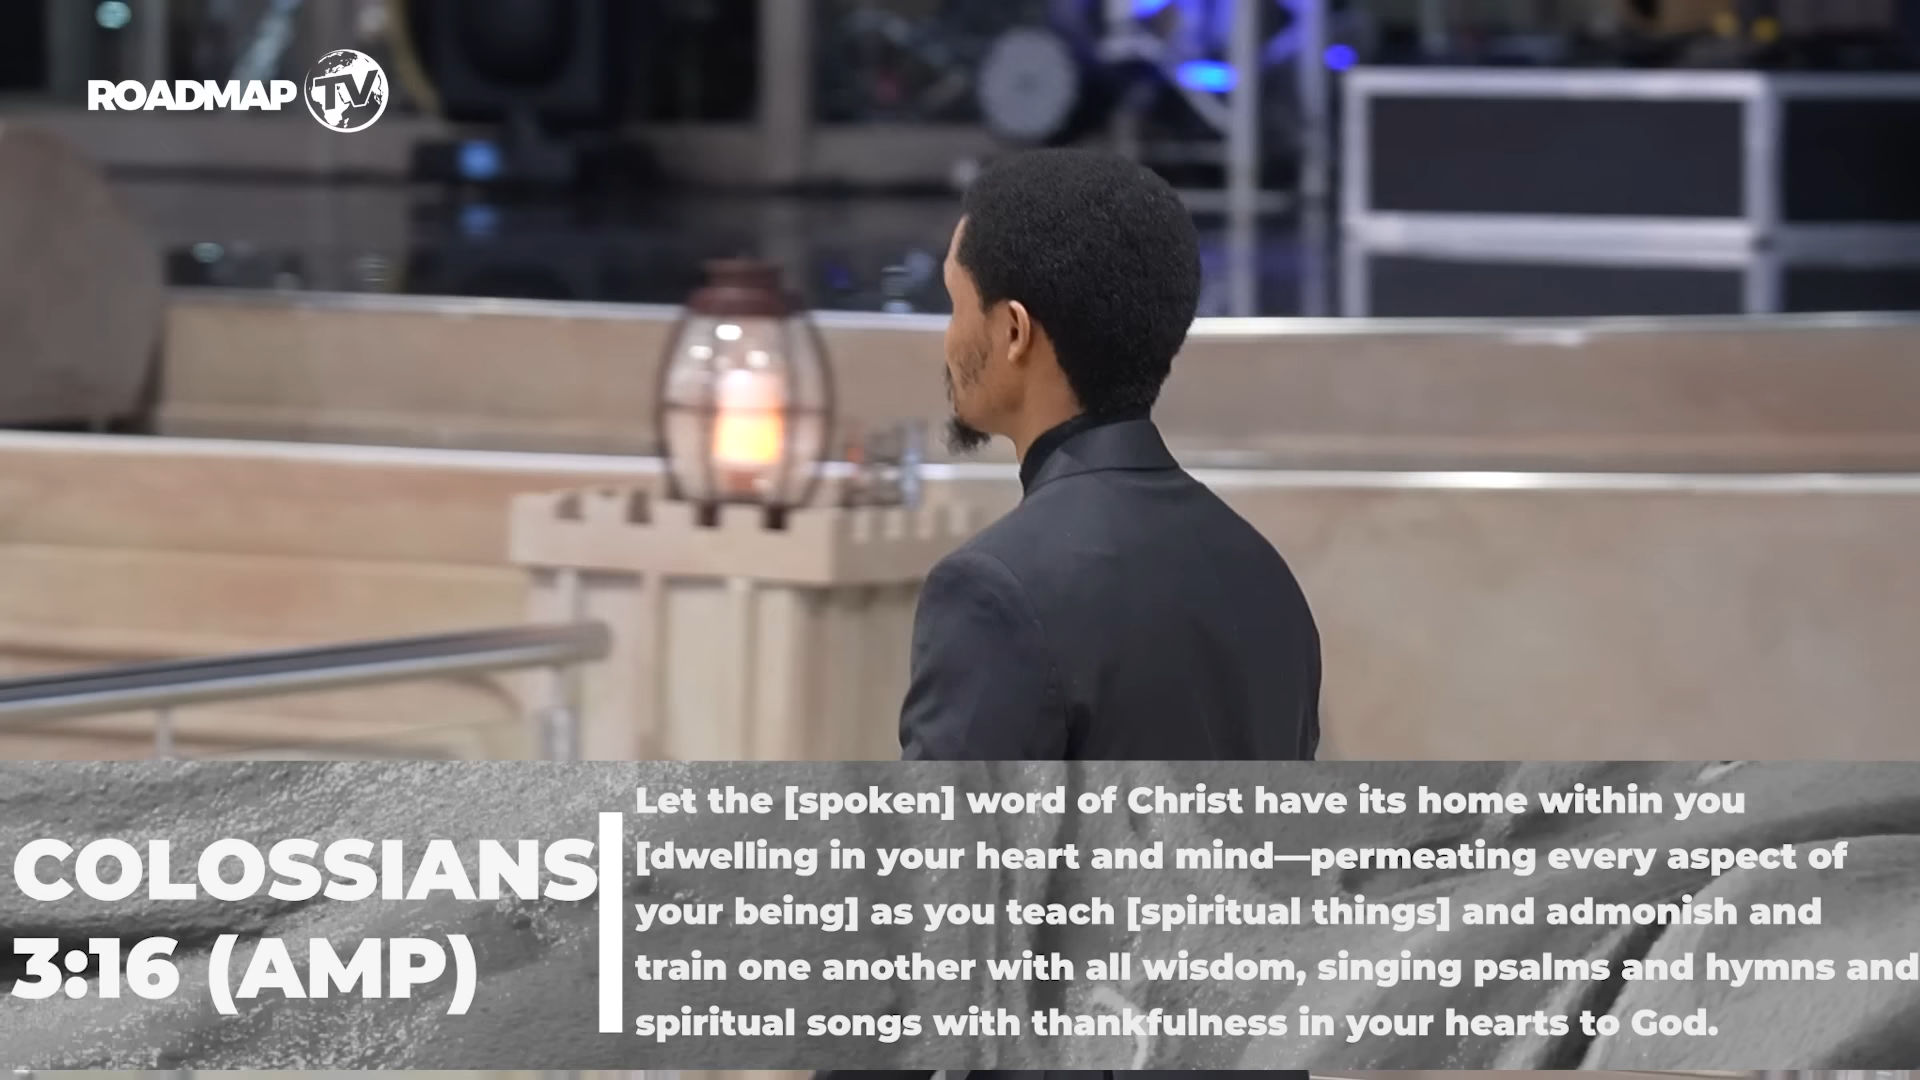 ROADMAP TV
COLOSSIANS
3:16 (AMP)
Let the [spoken] word of Christ have its home within you
[dwelling in your heart and mind—permeating every aspect of
your being] as you teach [spiritual things] and admonish and
train one another with all wisdom, singing psalms and hymns and
spiritual songs with thankfulness in your hearts to God.